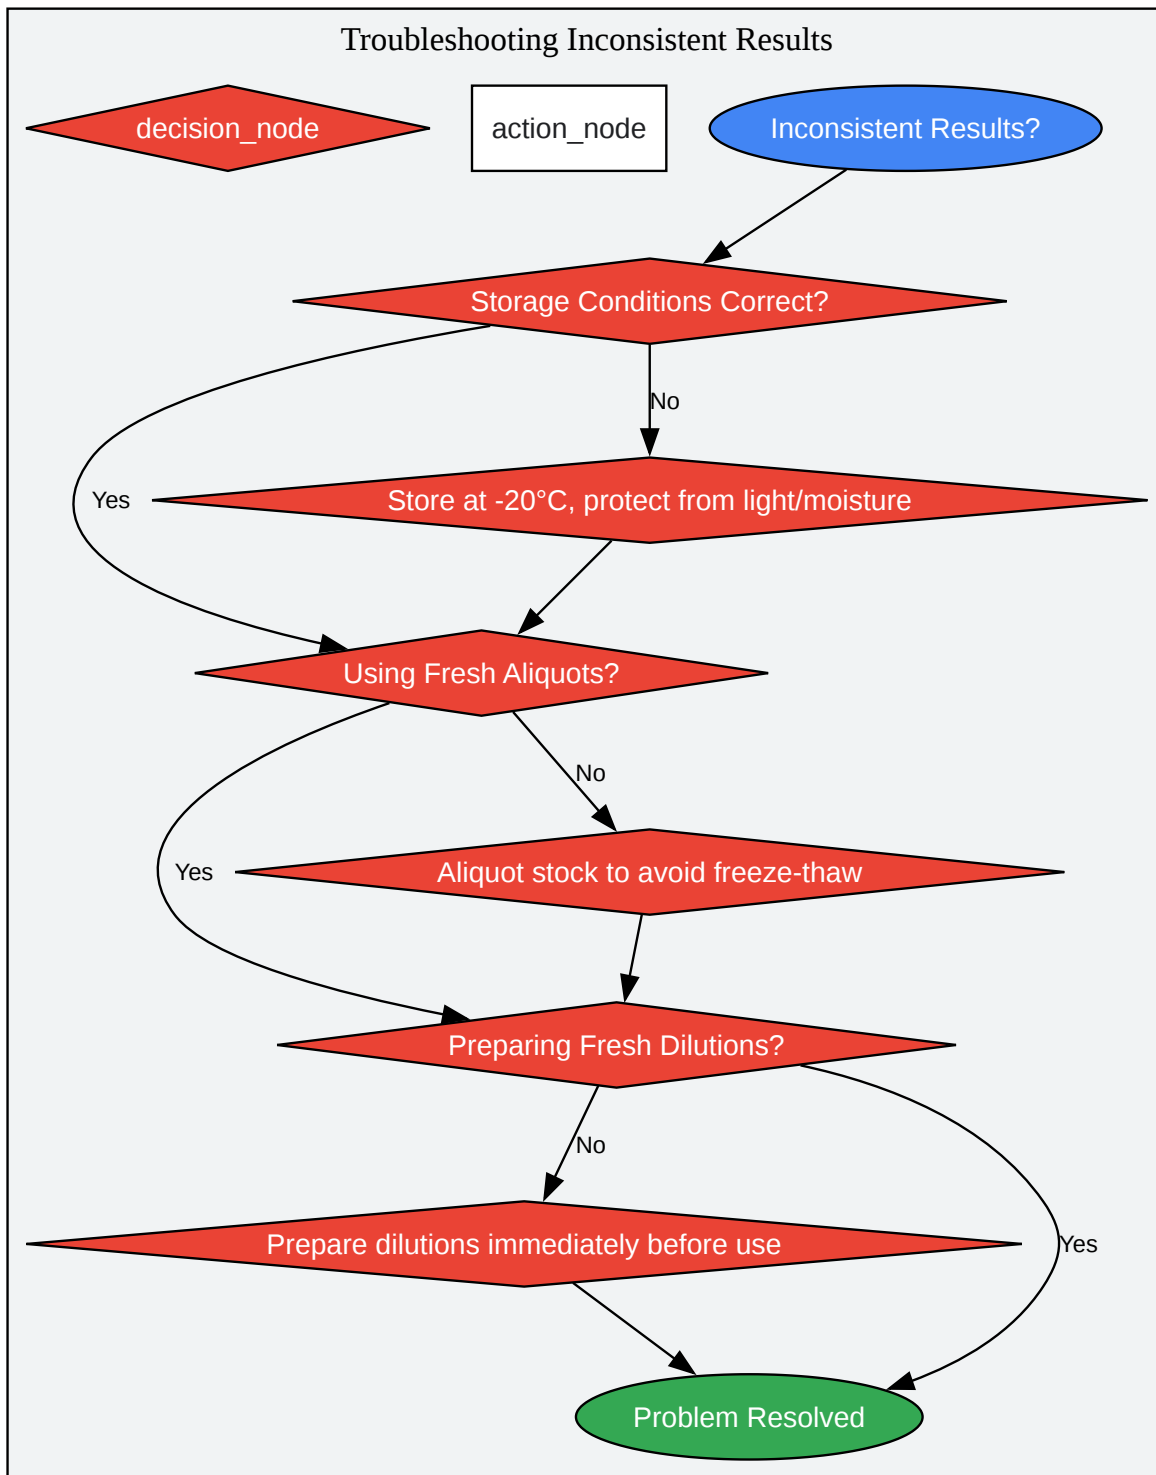 Troubleshooting Inconsistent Results
decision_node
action_node
Inconsistent Results?
Storage Conditions Correct?
No
Yes
Store at -20°C, protect from light/moisture
Using Fresh Aliquots?
No
Yes
Aliquot stock to avoid freeze-thaw
Preparing Fresh Dilutions?
No
Prepare dilutions immediately before use
Yes
Problem Resolved